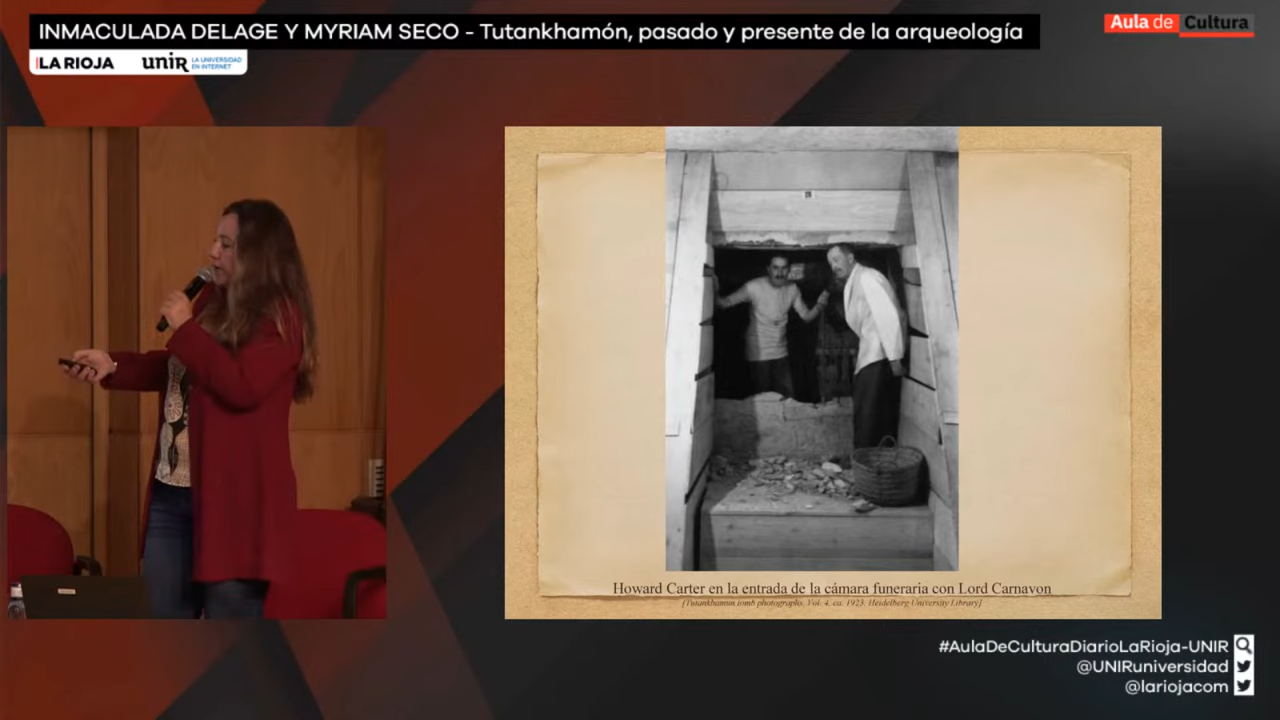 INMACULADA DELAGE Y MYRIAM SECO - Tutankhamón, pasado y presente de la arqueología
Aula de Cultura
LA RIOJA
unir LA UNIVERSIDAD EN INTERNET
Howard Carter en la entrada de la cámara funeraria con Lord Carnavon
[Tutankhamun tomb photographs. Vol. 4, ca. 1923. Heidelberg University Library]
#AulaDeCulturaDiarioLaRioja-UNIR
@UNIRuniversidad
@lariojacom